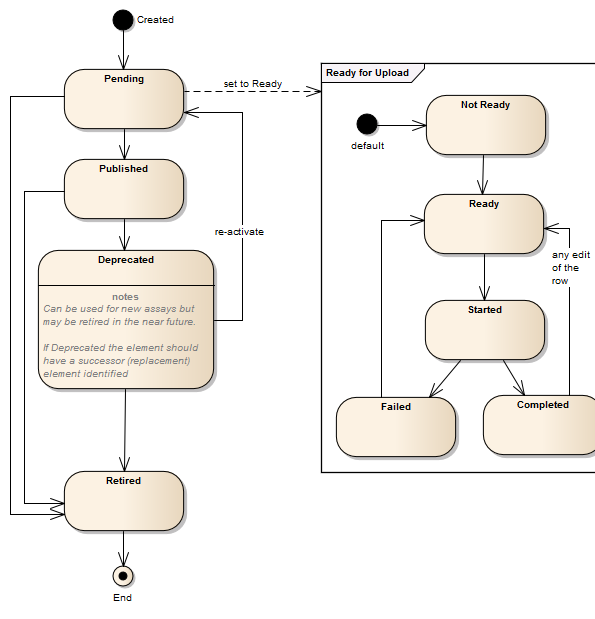 Created
Pending
set to Ready
Published
re-activate
Deprecated
notes
Can be used for new assays but
may be retired in the near future.
If Deprecated the element should
have a successor (replacement)
element identified
Retired
End
Ready for Upload
Not Ready
default
Ready
any edit
of the
row
Started
Failed
Completed